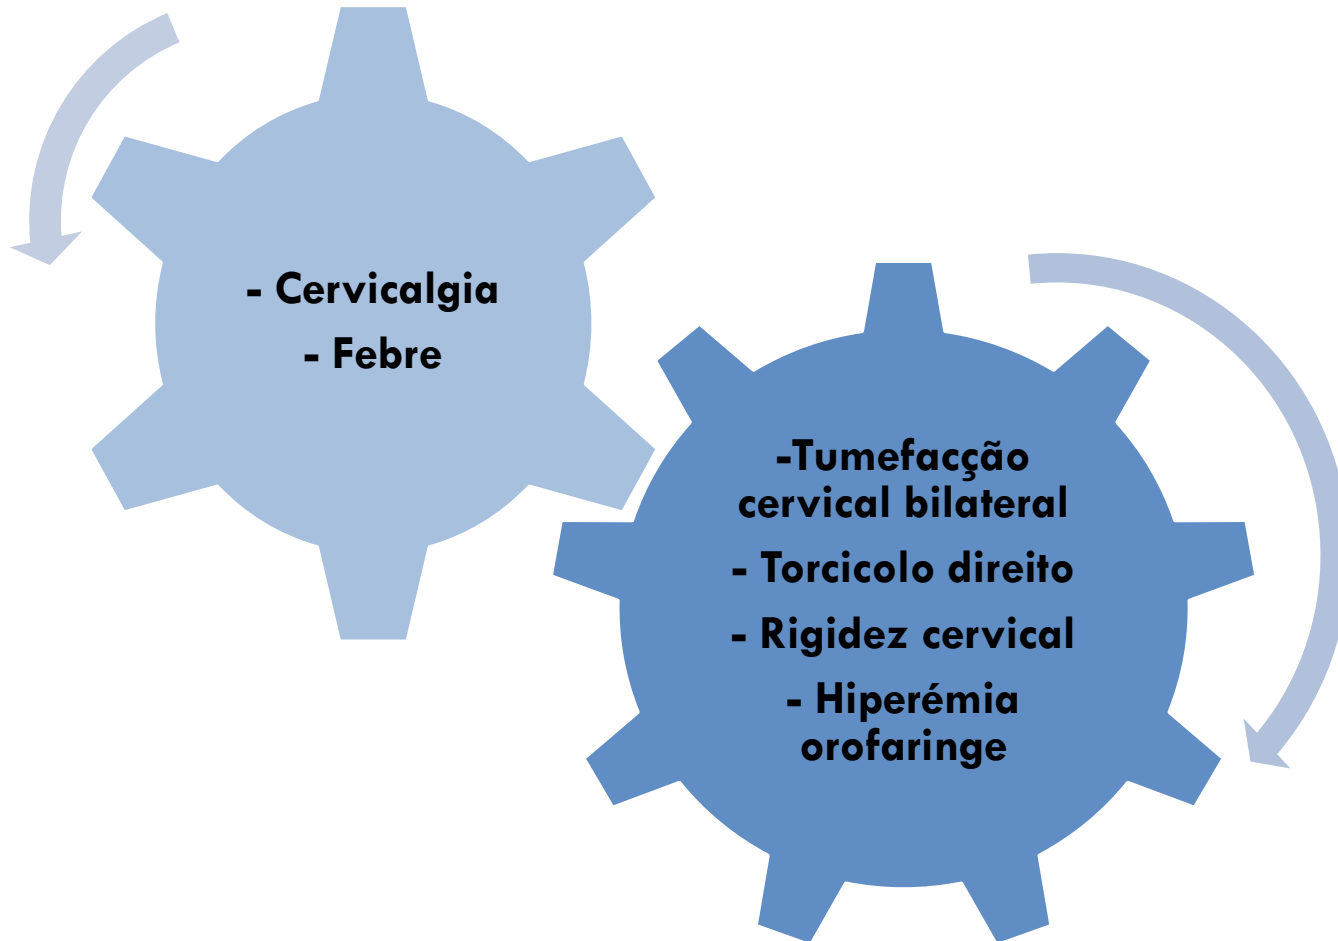 - Cervicalgia
- Febre
-Tumefacção
cervical bilateral
- Torcicolo direito
- Rigidez cervical
- Hiperémia
orofaringe